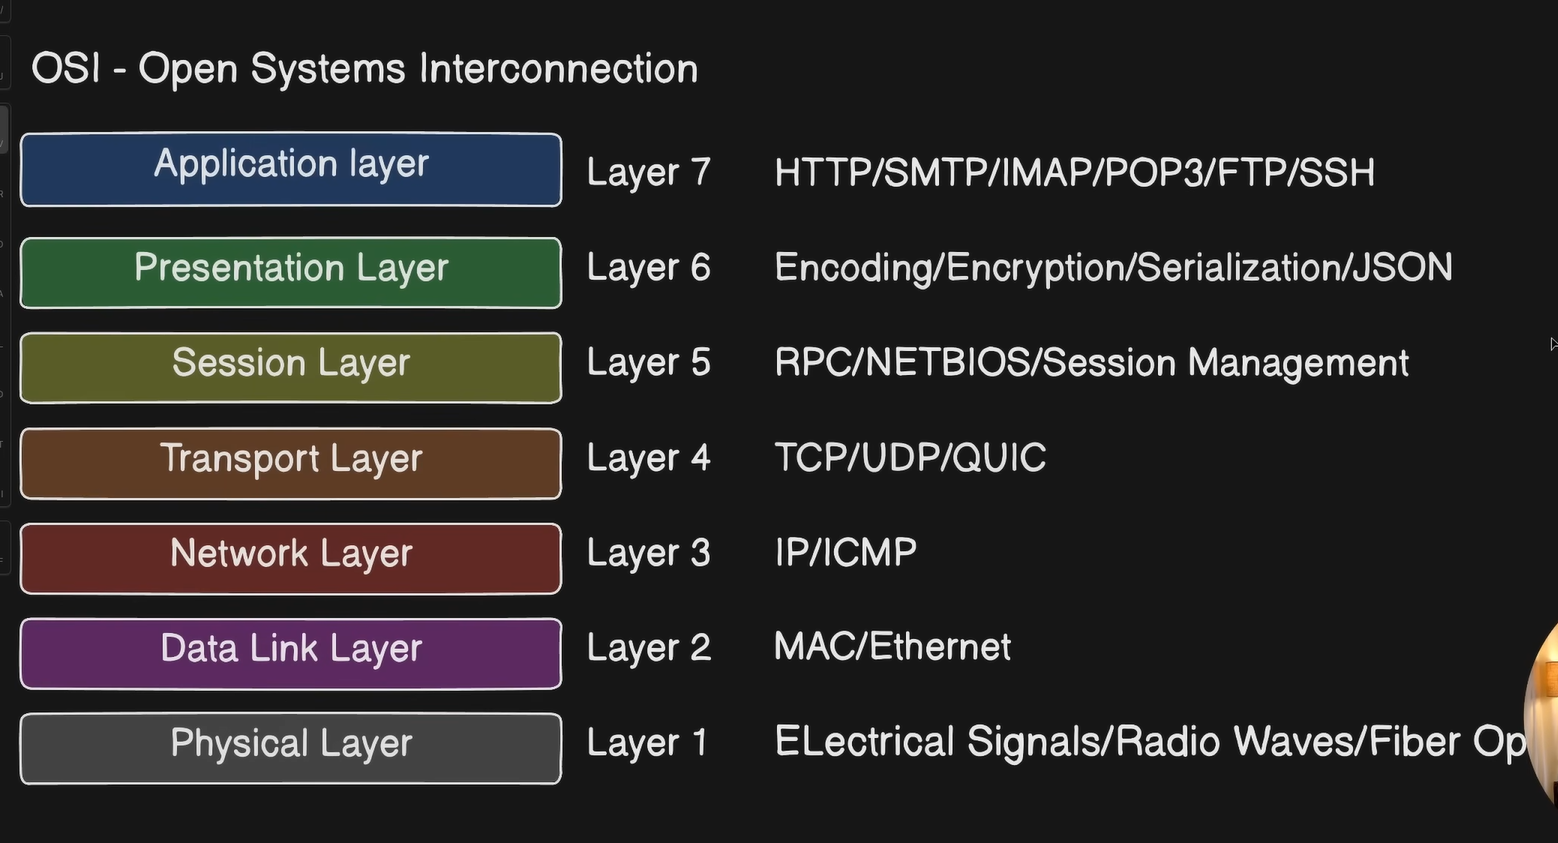 OSI - Open Systems Interconnection
Application layer Layer 7 HTTP/SMTP/IMAP/POP3/FTP/SSH
Presentation Layer Layer 6 Encoding/Encryption/Serialization/JSON
Session Layer Layer 5 RPC/NETBIOS/Session Management
Transport Layer Layer 4 TCP/UDP/QUIC
Network Layer Layer 3 IP/ICMP
Data Link Layer Layer 2 MAC/Ethernet
Physical Layer Layer 1 ELectrical Signals/Radio Waves/Fiber Op